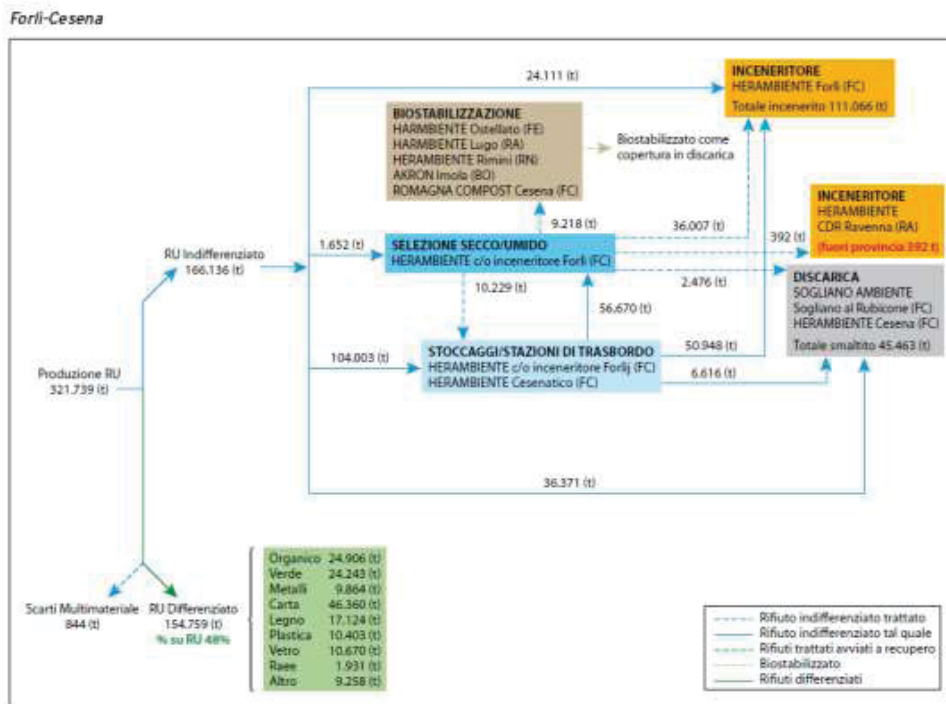 Forlì-Cesena
24.111 (t)
INCENERITORE
HERAMBIENTE Forlì (FC)
Totale incenerito 111.066 (t)
BIOSTABILIZZAZIONE
HARMBIENTE Ostellato (FE)
HARMBIENTE Lugo (RA)
HERAMBIENTE Rimini (RN)
AKRON Imola (BO)
ROMAGNA COMPOST Cesena (FC)
Biostabilizzato come
copertura in discarica
INCENERITORE
HERAMBIENTE
CDR Ravenna (RA)
(fuori provincia 392 t)
9.218 (t)
36.007 (t)
392 (t)
RU Indifferenziato
166.136 (t)
1.652 (t)
SELEZIONE SECCO/UMIDO
HERAMBIENTE c/o inceneritore Forlì (FC)
10.229 (t)
2.476 (t)
56.670 (t)
DISCARICA
SOGLIANO AMBIENTE
Sogliano al Rubicone (FC)
HERAMBIENTE Cesena (FC)
Totale smaltito 45.463 (t)
104.003 (t)
STOCCAGGI/STAZIONI DI TRASBORDO
HERAMBIENTE c/o inceneritore Forlij (FC)
HERAMBIENTE Cesenatico (FC)
50.948 (t)
6.616 (t)
Produzione RU
321.739 (t)
36.371 (t)
Scarti Multimateriale
844 (t)
RU Differenziato
154.759 (t)
% su RU 48%
Organico 24.906 (t)
Verde 24.243 (t)
Metalli 9.864 (t)
Carta 46.360 (t)
Legno 17.124 (t)
Plastica 10.403 (t)
Vetro 10.670 (t)
Raee 1.931 (t)
Altro 9.258 (t)
Rifiuto indifferenziato trattato
Rifiuto indifferenziato tal quale
Rifiuti trattati avviati a recupero
Biostabilizzato
Rifiuti differenziati